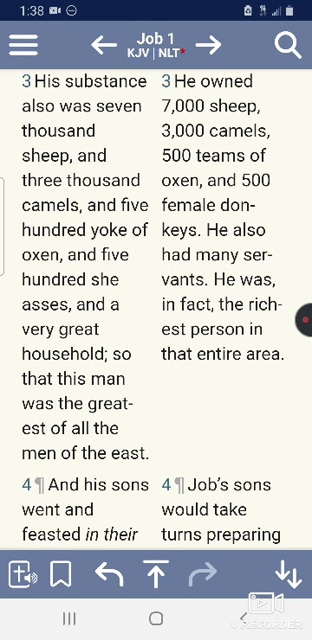 1:38
Job 1
KJV | NLT*
3 His substance
also was seven
thousand
sheep, and
three thousand
camels, and five
hundred yoke of
oxen, and five
hundred she
asses, and a
very great
household; so
that this man
was the great-
est of all the
men of the east.
4 ¶ And his sons
went and
feasted in their
3 He owned
7,000 sheep,
3,000 camels,
500 teams of
oxen, and 500
female don-
keys. He also
had many ser-
vants. He was,
in fact, the rich-
est person in
that entire area.
4 ¶ Job’s sons
would take
turns preparing
V RECORDER